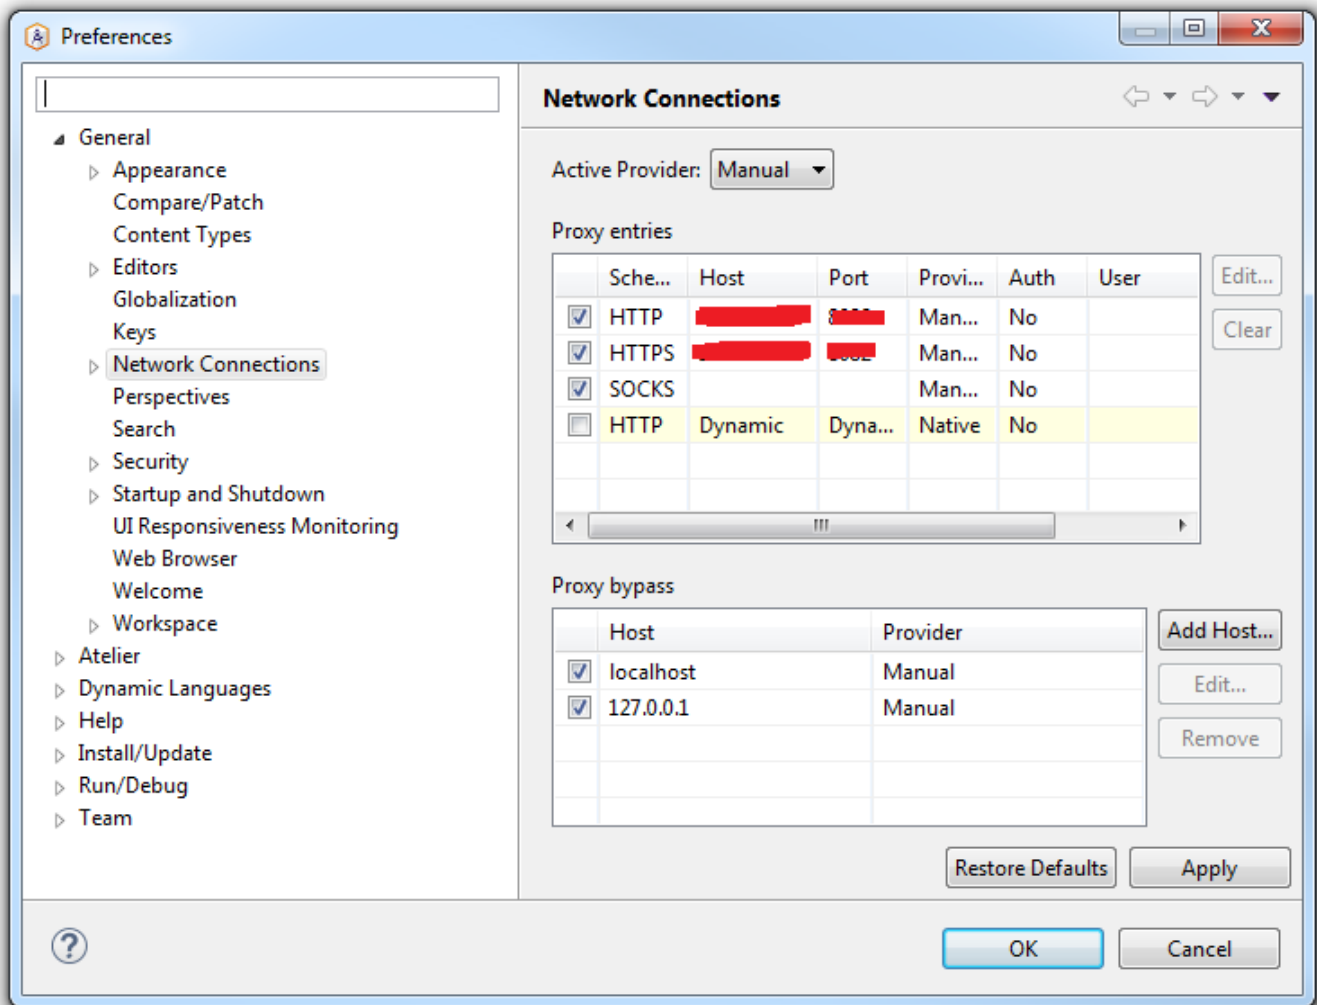 Preferences
Network Connections
General
Appearance
Compare/Patch
Content Types
Editors
Globalization
Keys
Network Connections
Perspectives
Search
Security
Startup and Shutdown
UI Responsiveness Monitoring
Web Browser
Welcome
Workspace
Atelier
Dynamic Languages
Help
Install/Update
Run/Debug
Team
Active Provider: Manual
Proxy entries
Sche... Host Port Provi... Auth User
HTTP Man... No
HTTPS Man... No
SOCKS Man... No
HTTP Dynamic Dyna... Native No
Edit...
Clear
Proxy bypass
Host Provider
localhost Manual
127.0.0.1 Manual
Add Host...
Edit...
Remove
Restore Defaults Apply
OK Cancel